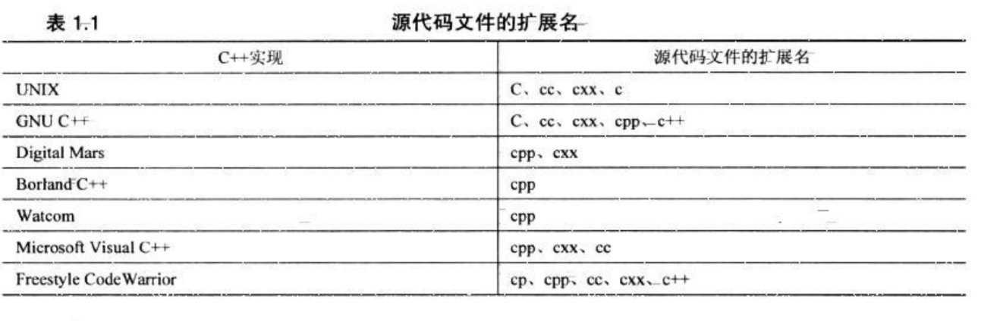 表 1.1 源代码文件的扩展名
C++实现 源代码文件的扩展名
UNIX C、cc、cxx、c
GNU C++ C、cc、cxx、cpp、c++
Digital Mars cpp、cxx
Borland C++ cpp
Watcom cpp
Microsoft Visual C++ cpp、cxx、cc
Freestyle CodeWarrior cp、cpp、cc、cxx、c++